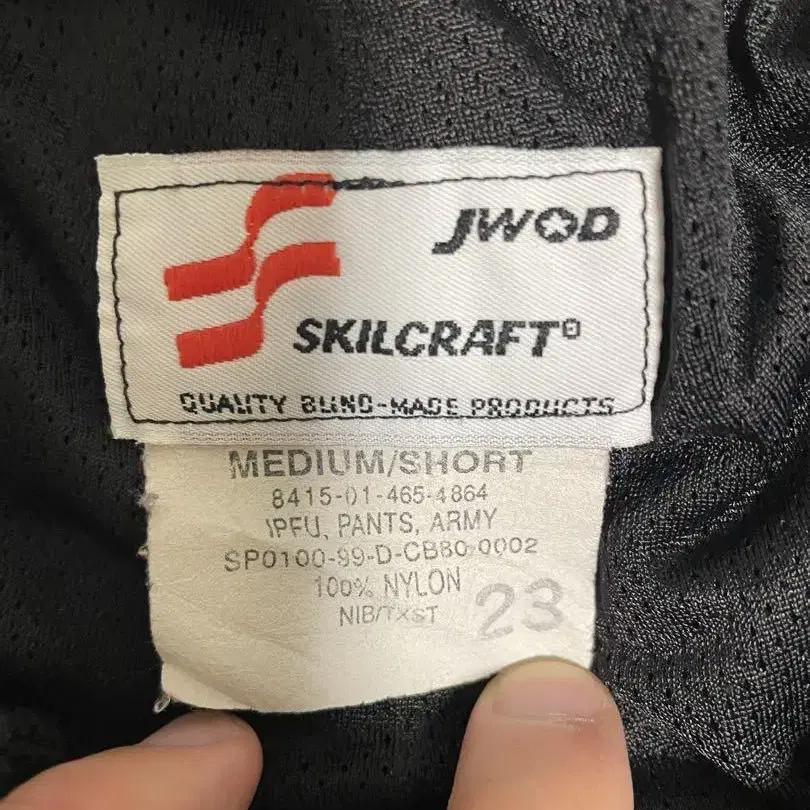 JWOD
SKILCRAFT®
QUALITY BLIND-MADE PRODUCTS
MEDIUM/SHORT
8415-01-465-4864
IPFU, PANTS, ARMY
SP0100-99-D-CB80-0002
100% NYLON
NIB/TXST
23